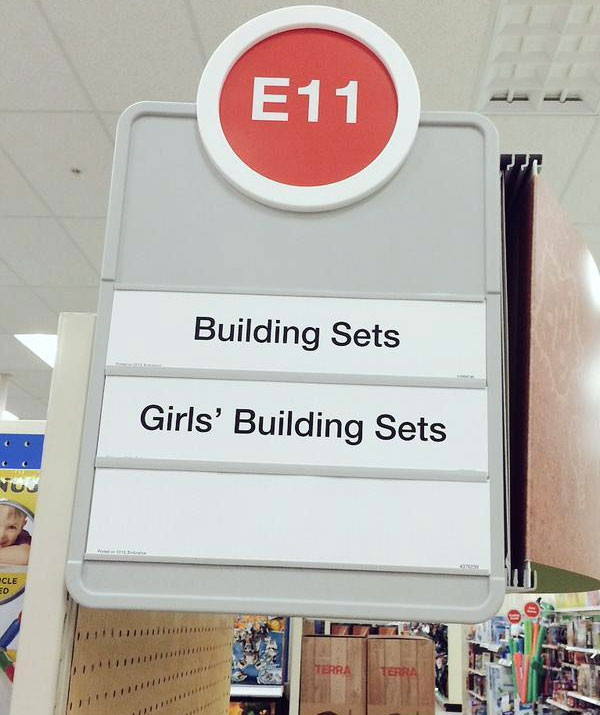 E11
Building Sets
Girls' Building Sets
TERRA
TERRA